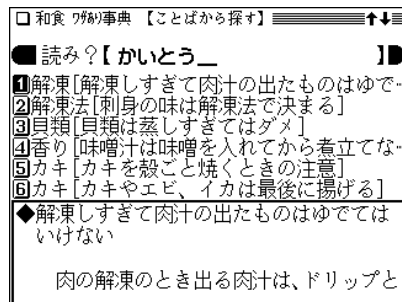 和食 ワザあり事典 【ことばから探す】
読み？【かいとう_ 】
1解凍[解凍しすぎて肉汁の出たものはゆで…
2解凍法[刺身の味は解凍法で決まる]
3貝類[貝類は蒸しすぎてはダメ]
4香り[味噌汁は味噌を入れてから煮立てな…
5カキ[カキを殻ごと焼くときの注意]
6カキ[カキやエビ、イカは最後に揚げる]
◆解凍しすぎて肉汁の出たものはゆでては
いけない
肉の解凍のとき出る肉汁は、ドリップと